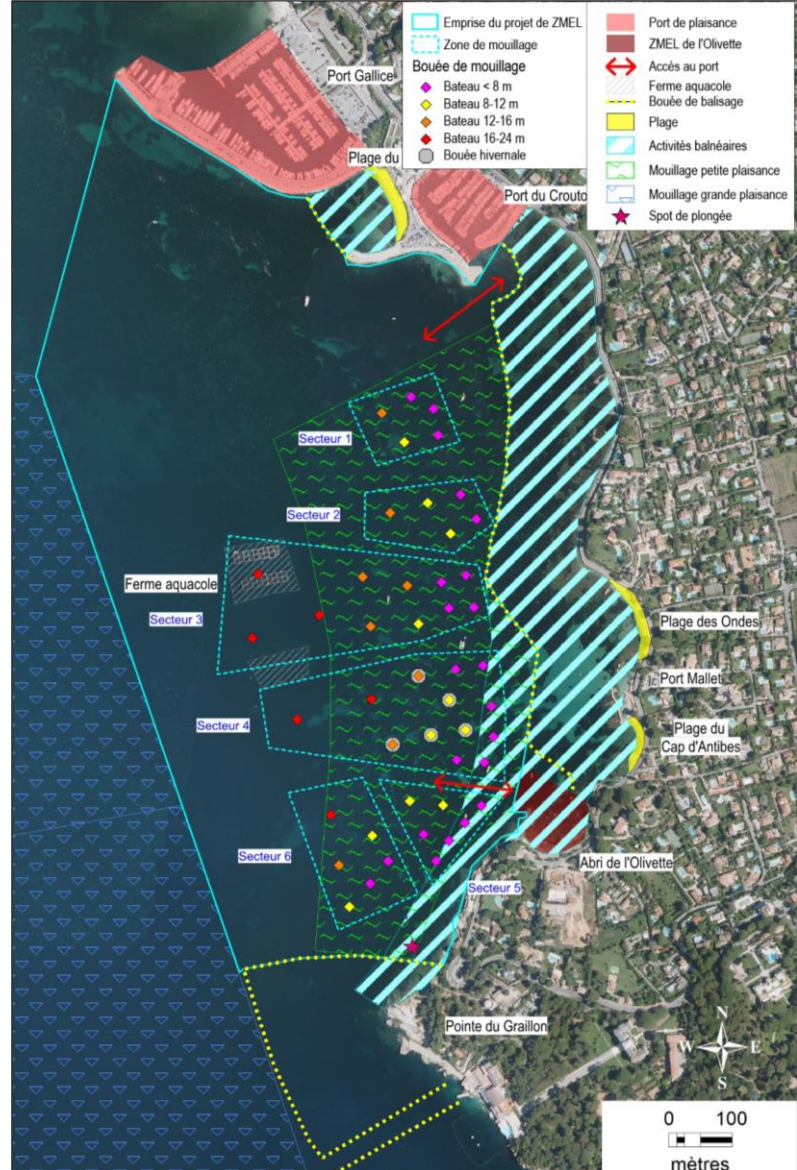 Emprise du projet de ZMEL
Zone de mouillage
Bouée de mouillage
Bateau < 8 m
Bateau 8-12 m
Bateau 12-16 m
Bateau 16-24 m
Bouée hivernale
Port de plaisance
ZMEL de l'Olivette
Accès au port
Ferme aquacole
Bouée de balisage
Plage
Activités balnéaires
Mouillage petite plaisance
Mouillage grande plaisance
Spot de plongée
Port Gallice
Plage du
Port du Crouto
Secteur 1
Secteur 2
Ferme aquacole
Secteur 3
Plage des Ondes
Port Mallet
Secteur 4
Plage du
Cap d'Antibes
Secteur 6
Abri de l'Olivette
Secteur 5
Pointe du Graillon
N
W E
S
0 100
mètres